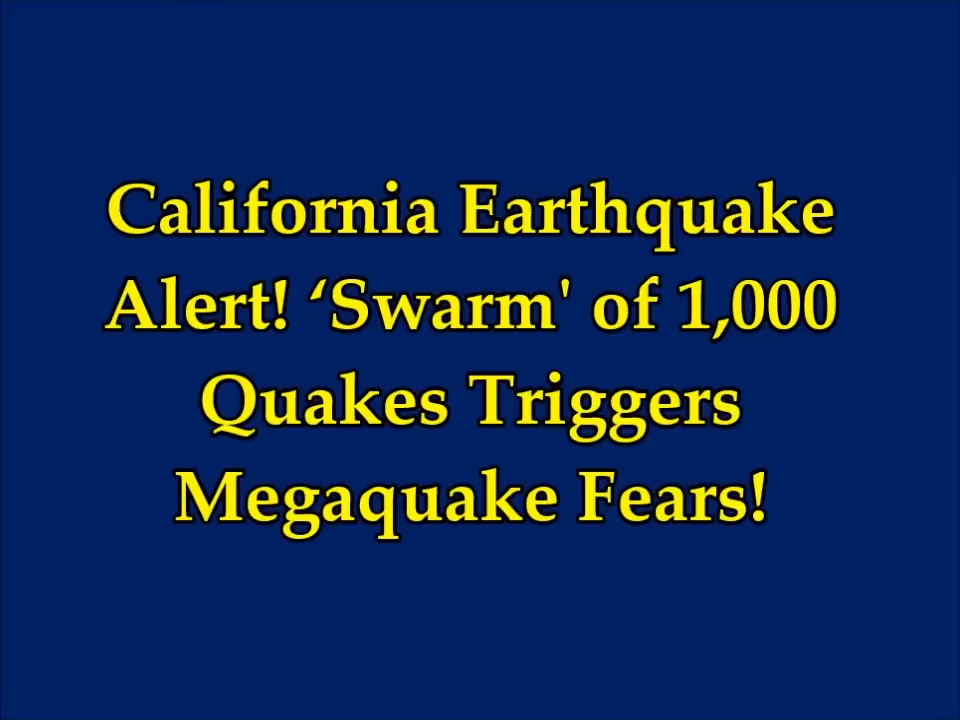 California Earthquake
Alert! ‘Swarm' of 1,000
Quakes Triggers
Megaquake Fears!